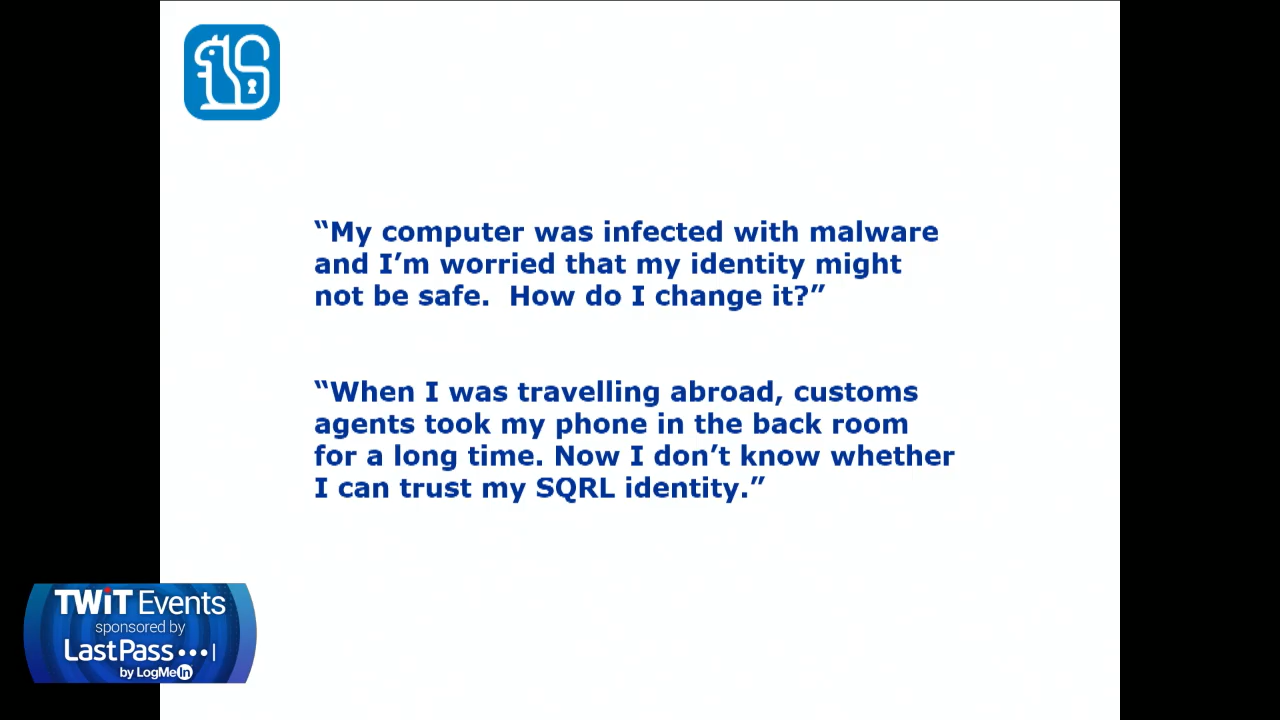 “My computer was infected with malware
and I’m worried that my identity might
not be safe.  How do I change it?”
“When I was travelling abroad, customs
agents took my phone in the back room
for a long time. Now I don’t know whether
I can trust my SQRL identity.”
TWiT Events
sponsored by
LastPass •••|
by LogMeIn